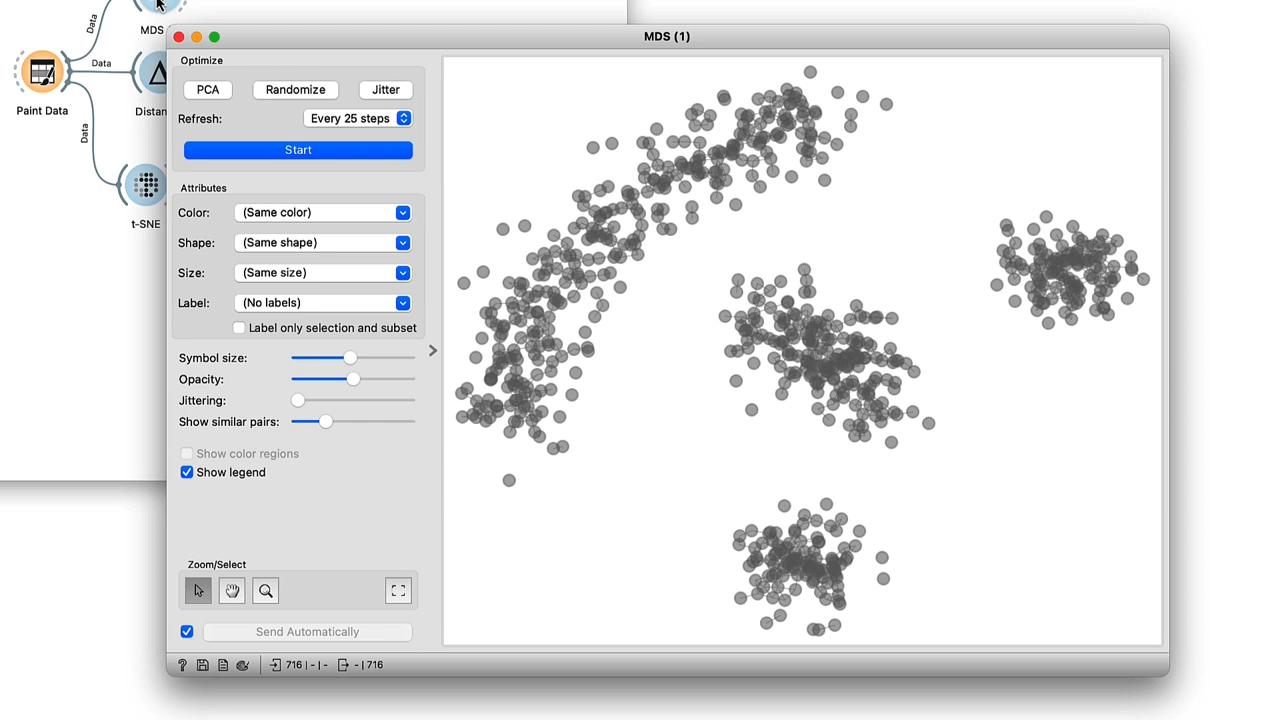 Data
MDS
Data
Paint Data
Distan
Data
t-SNE
MDS (1)
Optimize
PCA
Randomize
Jitter
Refresh:
Every 25 steps
Start
Attributes
Color:
(Same color)
Shape:
(Same shape)
Size:
(Same size)
Label:
(No labels)
Label only selection and subset
Symbol size:
Opacity:
Jittering:
Show similar pairs:
Show color regions
Show legend
Zoom/Select
Send Automatically
? 716 | - | - - | 716